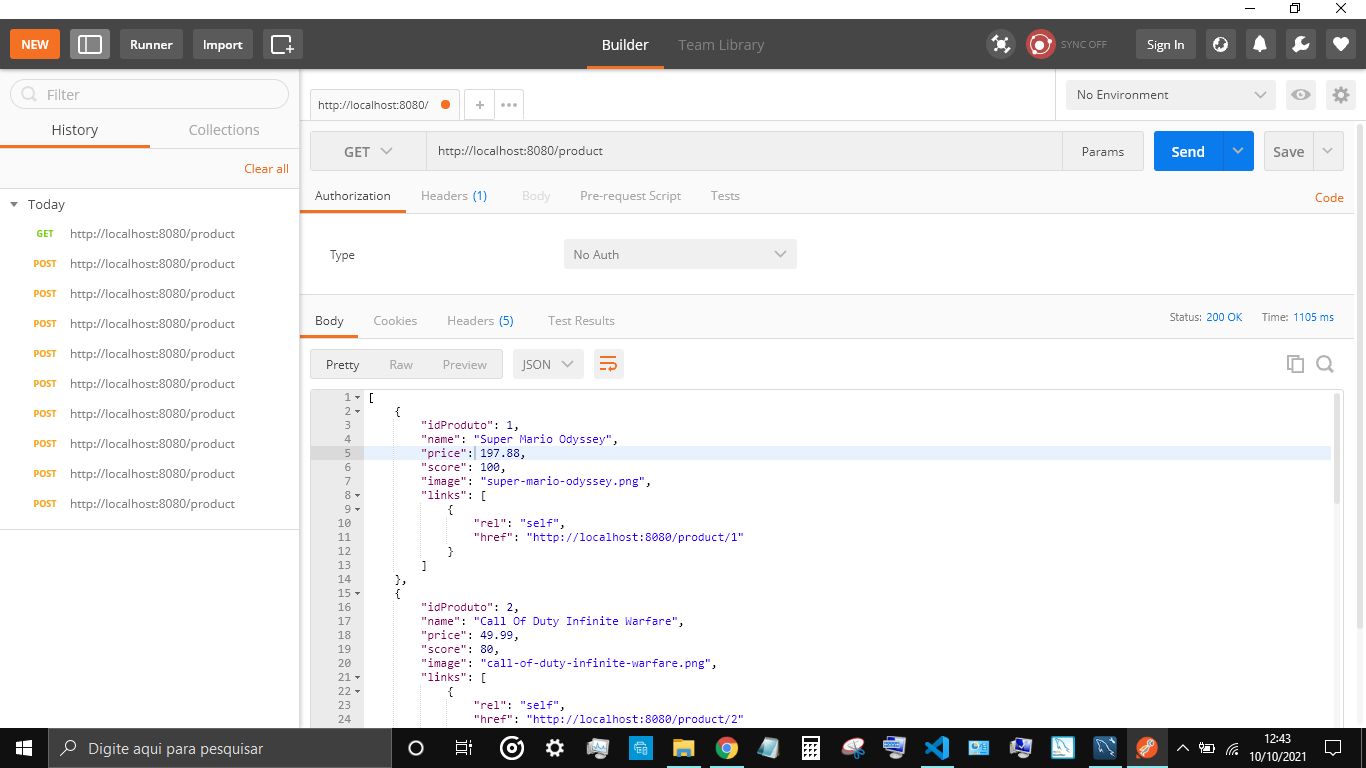 NEW
Runner
Import
Builder
Team Library
SYNC OFF
Sign In
Filter
History
Collections
Clear all
Today
GET http://localhost:8080/product
POST http://localhost:8080/product
POST http://localhost:8080/product
POST http://localhost:8080/product
POST http://localhost:8080/product
POST http://localhost:8080/product
POST http://localhost:8080/product
POST http://localhost:8080/product
POST http://localhost:8080/product
POST http://localhost:8080/product
http://localhost:8080/
+
No Environment
GET
http://localhost:8080/product
Params
Send
Save
Authorization
Headers (1)
Body
Pre-request Script
Tests
Code
Type
No Auth
Body
Cookies
Headers (5)
Test Results
Status: 200 OK
Time: 1105 ms
Pretty
Raw
Preview
JSON
1 [
2 {
3 "idProduto": 1,
4 "name": "Super Mario Odyssey",
5 "price": 197.88,
6 "score": 100,
7 "image": "super-mario-odyssey.png",
8 "links": [
9 {
10 "rel": "self",
11 "href": "http://localhost:8080/product/1"
12 }
13 ]
14 },
15 {
16 "idProduto": 2,
17 "name": "Call Of Duty Infinite Warfare",
18 "price": 49.99,
19 "score": 80,
20 "image": "call-of-duty-infinite-warfare.png",
21 "links": [
22 {
23 "rel": "self",
24 "href": "http://localhost:8080/product/2"
Digite aqui para pesquisar
12:43
10/10/2021